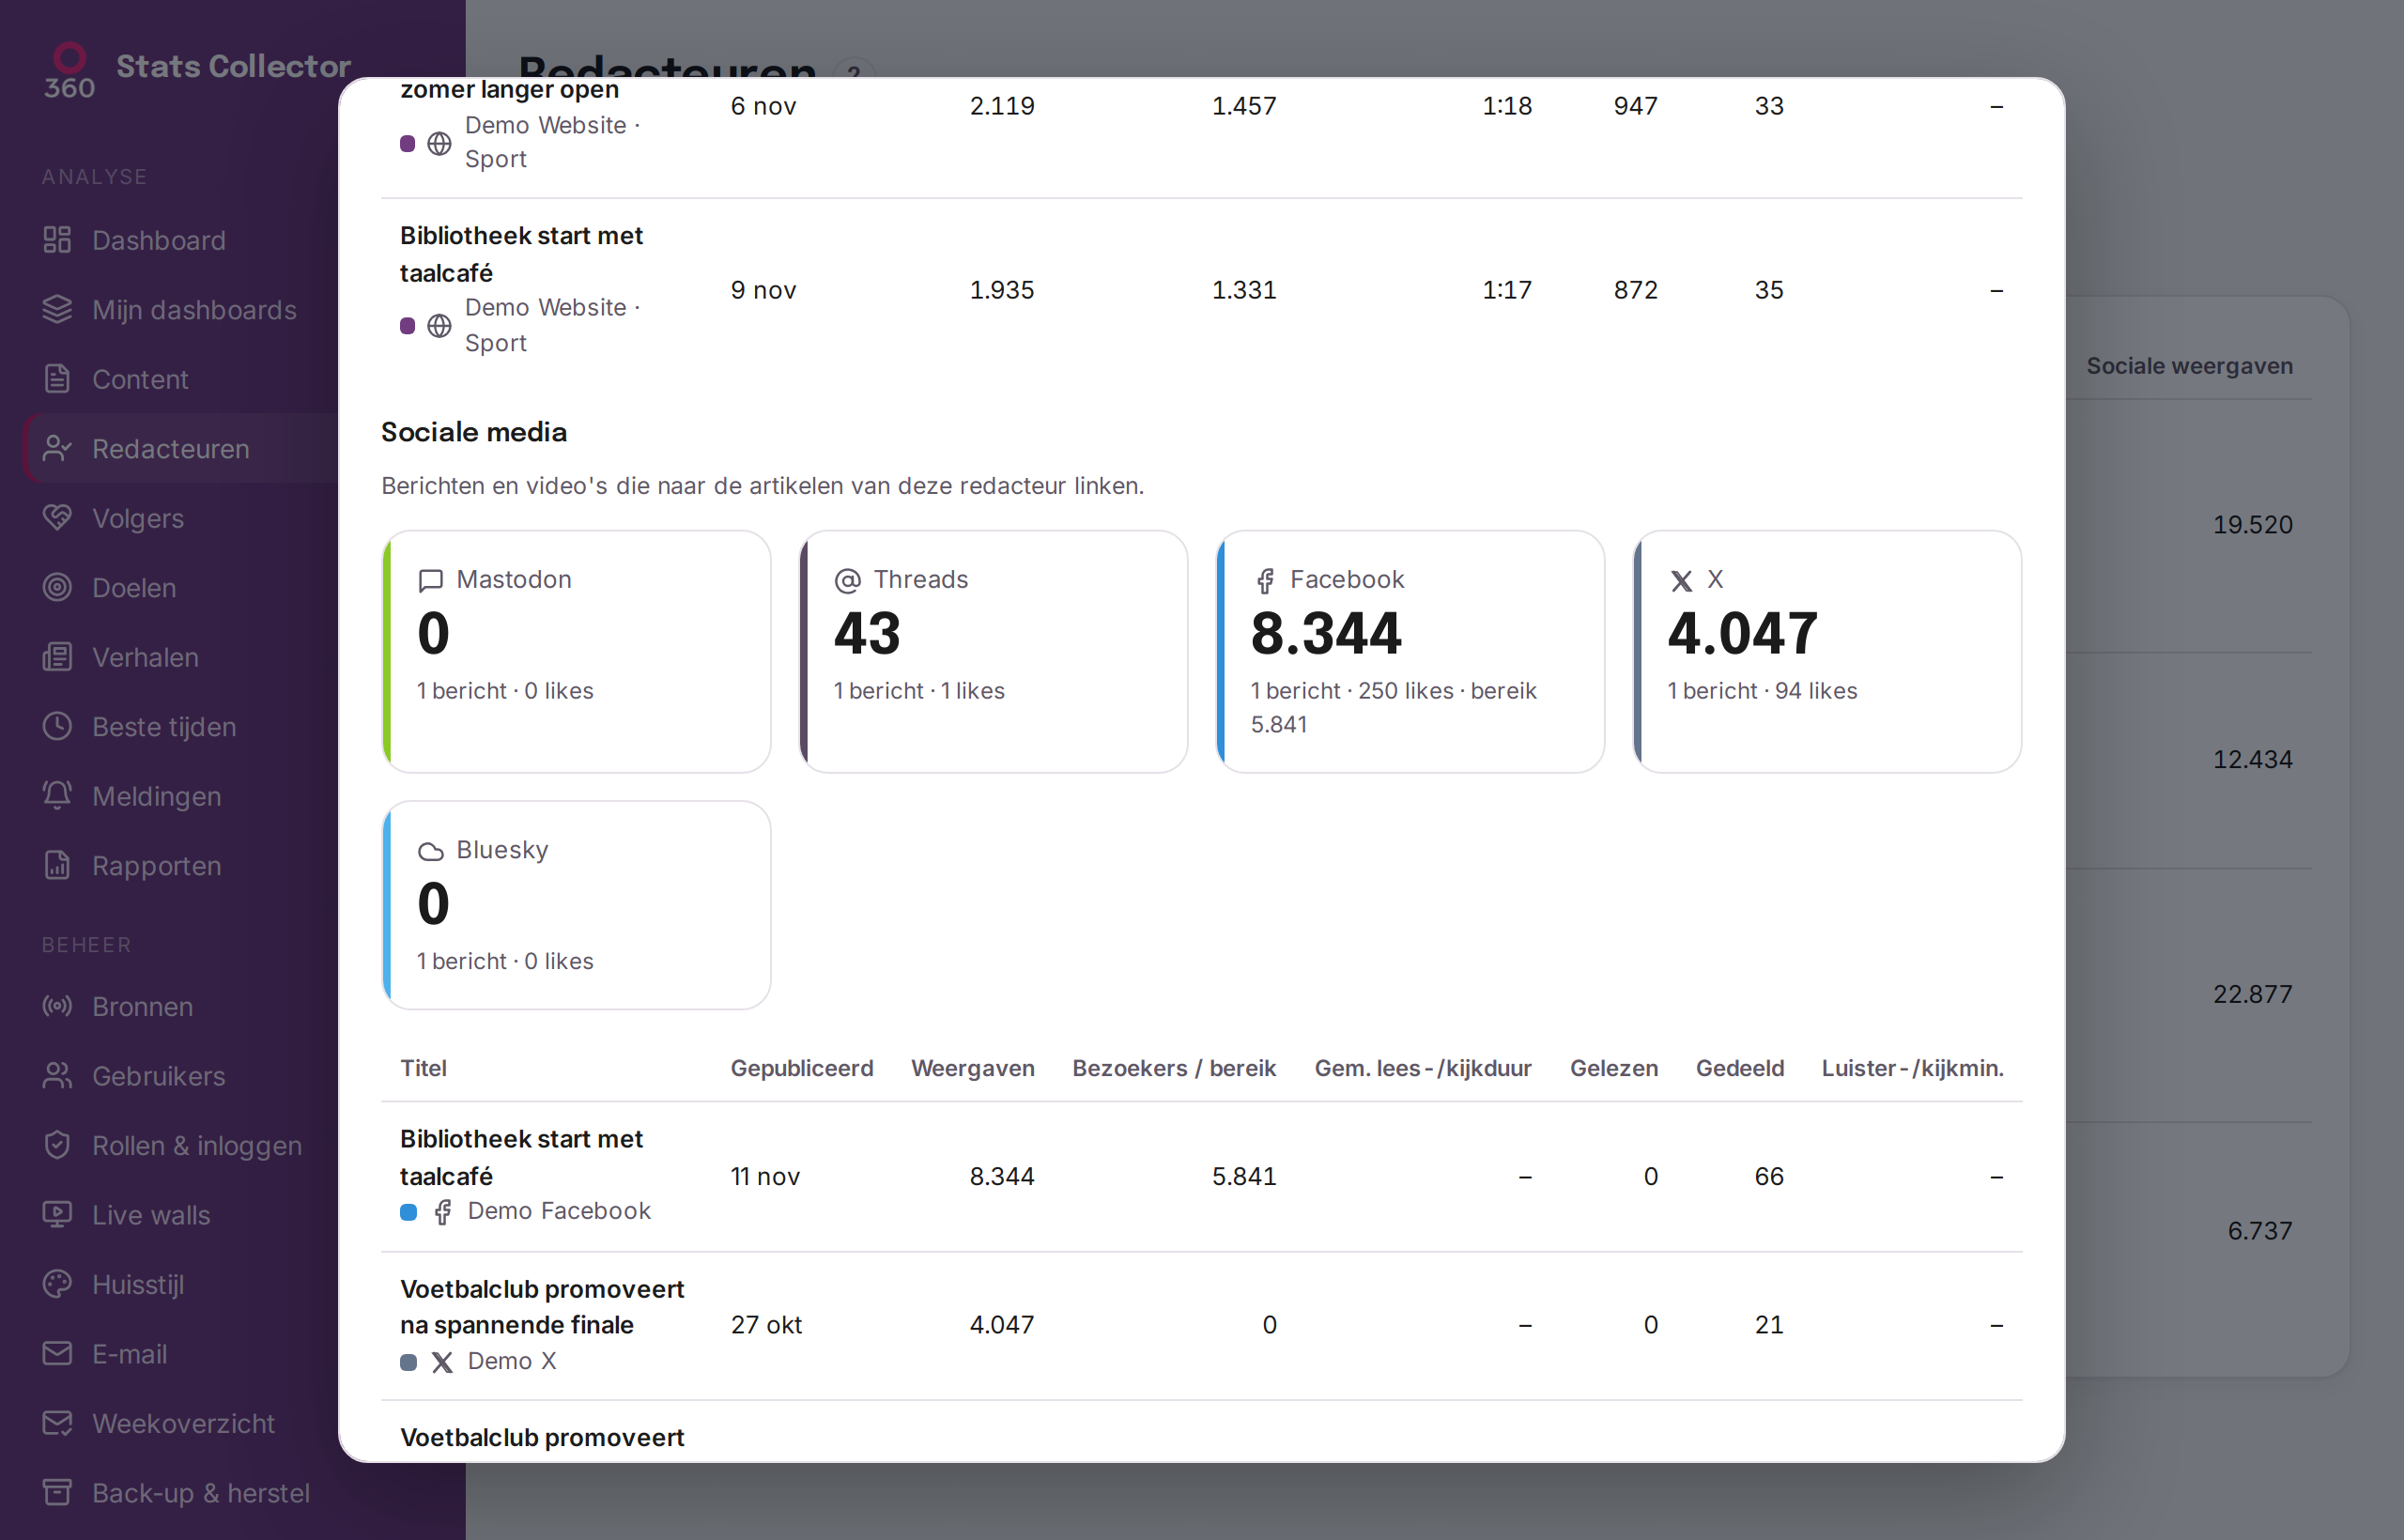 360 Stats Collector
Redacteuren ?
ANALYSE
Dashboard
Mijn dashboards
Content
Redacteuren
Volgers
Doelen
Verhalen
Beste tijden
Meldingen
Rapporten
BEHEER
Bronnen
Gebruikers
Rollen & inloggen
Live walls
Huisstijl
E-mail
Weekoverzicht
Back-up & herstel
zomer langer open
Demo Website ·
Sport
6 nov 2.119 1.457 1:18 947 33 –
Bibliotheek start met
taalcafé
Demo Website ·
Sport
9 nov 1.935 1.331 1:17 872 35 –
Sociale media
Berichten en video's die naar de artikelen van deze redacteur linken.
Mastodon
0
1 bericht · 0 likes
Threads
43
1 bericht · 1 likes
Facebook
8.344
1 bericht · 250 likes · bereik
5.841
X
4.047
1 bericht · 94 likes
Bluesky
0
1 bericht · 0 likes
Titel Gepubliceerd Weergaven Bezoekers / bereik Gem. lees-/kijkduur Gelezen Gedeeld Luister-/kijkmin.
Bibliotheek start met
taalcafé
Demo Facebook
11 nov 8.344 5.841 – 0 66 –
Voetbalclub promoveert
na spannende finale
Demo X
27 okt 4.047 0 – 0 21 –
Voetbalclub promoveert
Sociale weergaven
19.520
12.434
22.877
6.737